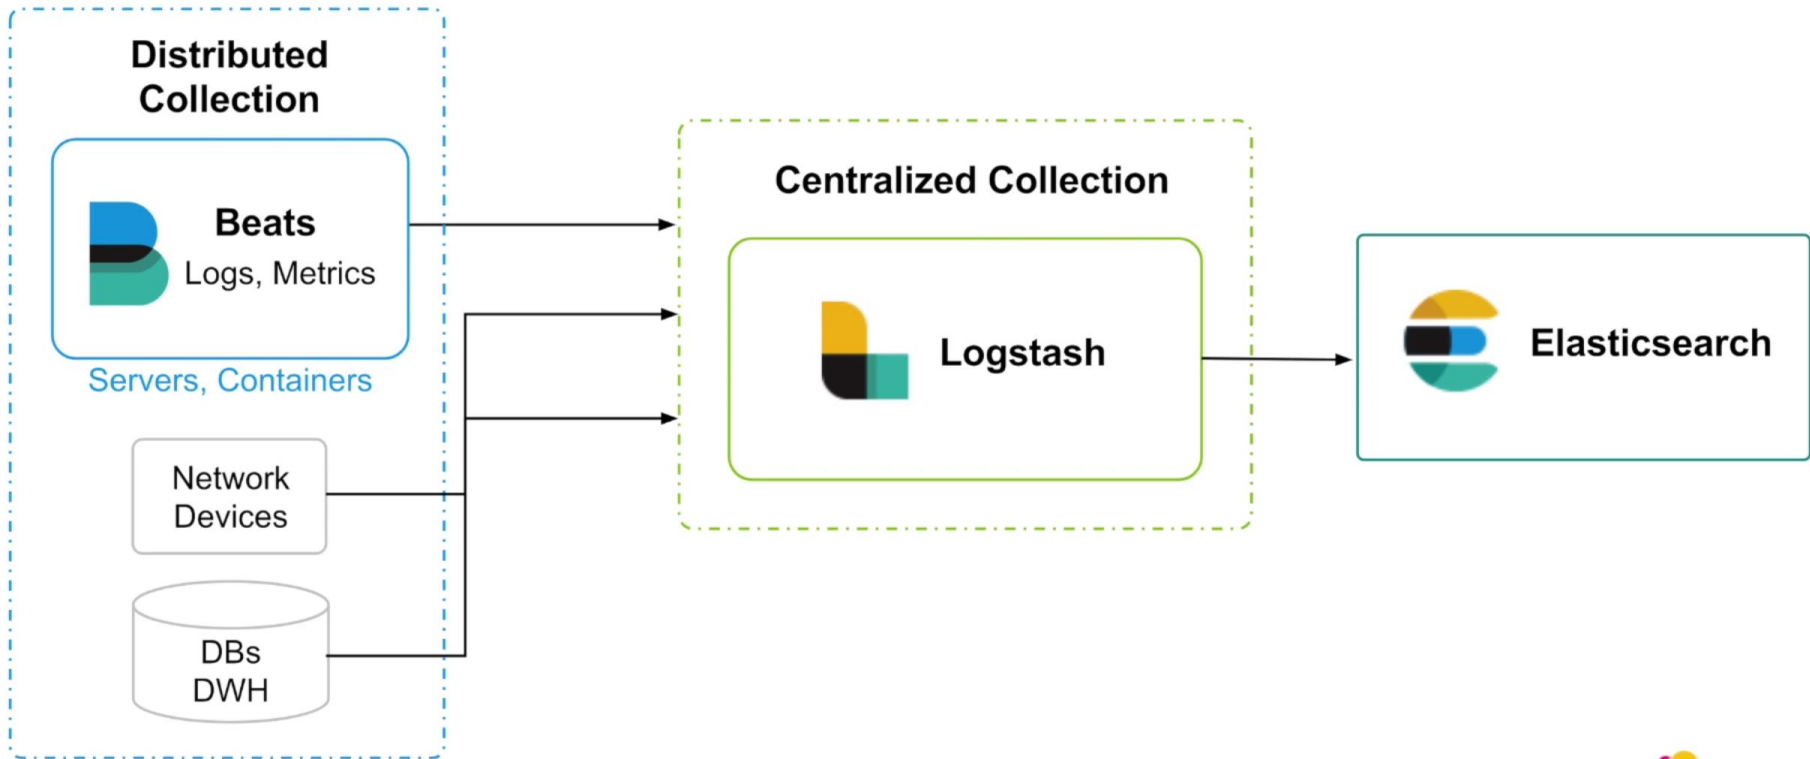 Distributed
Collection
Beats
Logs, Metrics
Servers, Containers
Network
Devices
DBs
DWH
Centralized Collection
Logstash
Elasticsearch